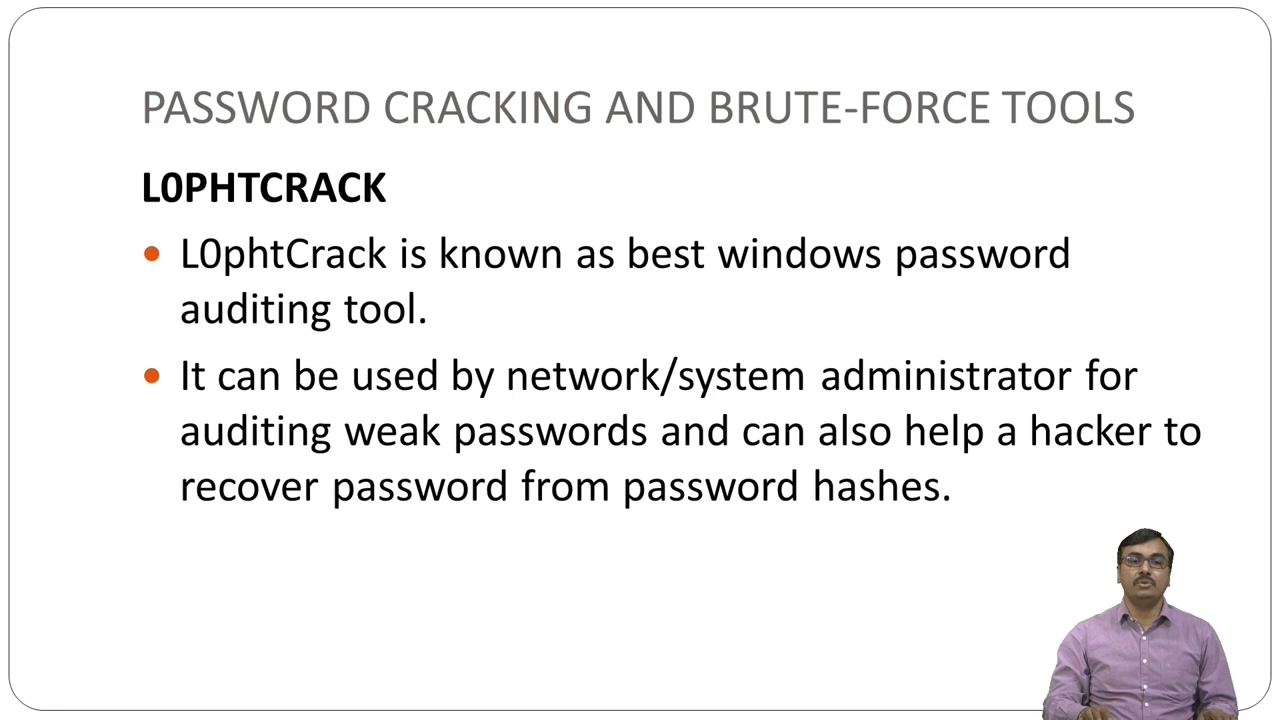 PASSWORD CRACKING AND BRUTE-FORCE TOOLS
L0PHTCRACK
• L0phtCrack is known as best windows password
auditing tool.
• It can be used by network/system administrator for
auditing weak passwords and can also help a hacker to
recover password from password hashes.